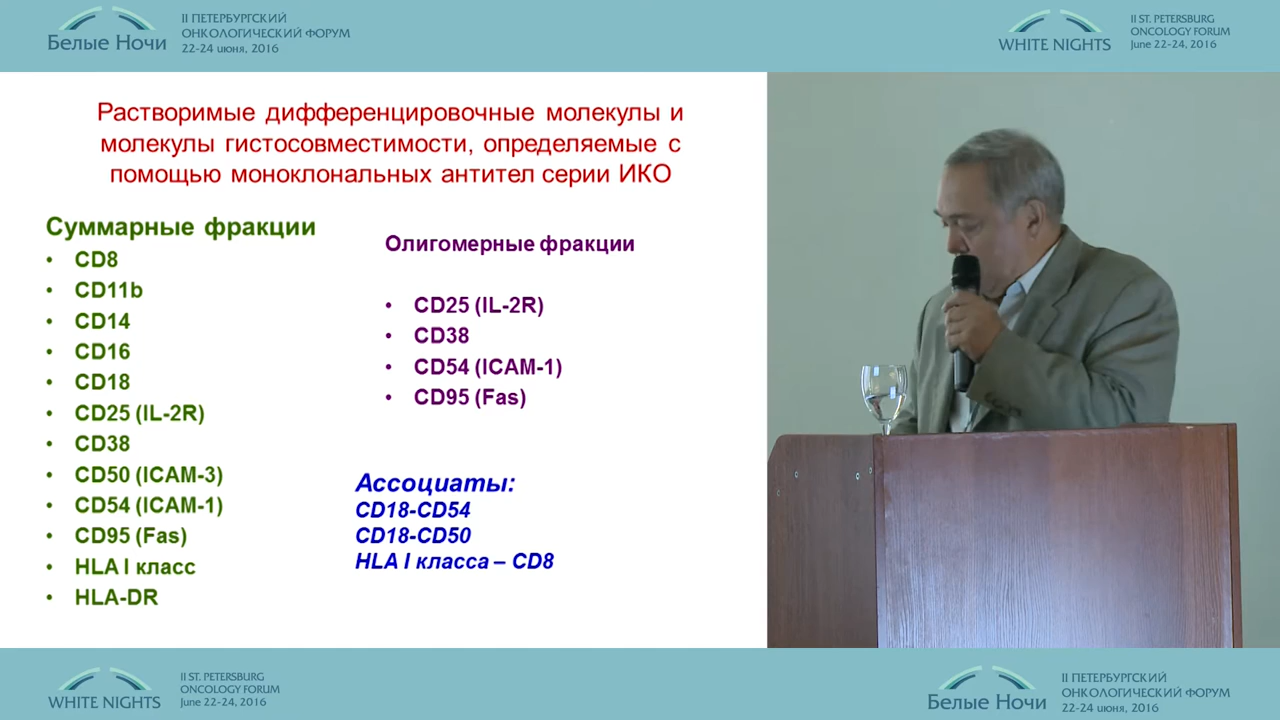 Белые Ночи
II ПЕТЕРБУРГСКИЙ
ОНКОЛОГИЧЕСКИЙ ФОРУМ
22-24 июня, 2016
WHITE NIGHTS
II ST. PETERSBURG
ONCOLOGY FORUM
June 22-24, 2016
Растворимые дифференцировочные молекулы и
молекулы гистосовместимости, определяемые с
помощью моноклональных антител серии ИКО
Суммарные фракции
• CD8
• CD11b
• CD14
• CD16
• CD18
• CD25 (IL-2R)
• CD38
• CD50 (ICAM-3)
• CD54 (ICAM-1)
• CD95 (Fas)
• HLA I класс
• HLA-DR
Олигомерные фракции
• CD25 (IL-2R)
• CD38
• CD54 (ICAM-1)
• CD95 (Fas)
Ассоциаты:
CD18-CD54
CD18-CD50
HLA I класса – CD8
WHITE NIGHTS
II ST. PETERSBURG
ONCOLOGY FORUM
June 22-24, 2016
Белые Ночи
II ПЕТЕРБУРГСКИЙ
ОНКОЛОГИЧЕСКИЙ ФОРУМ
22-24 июня, 2016